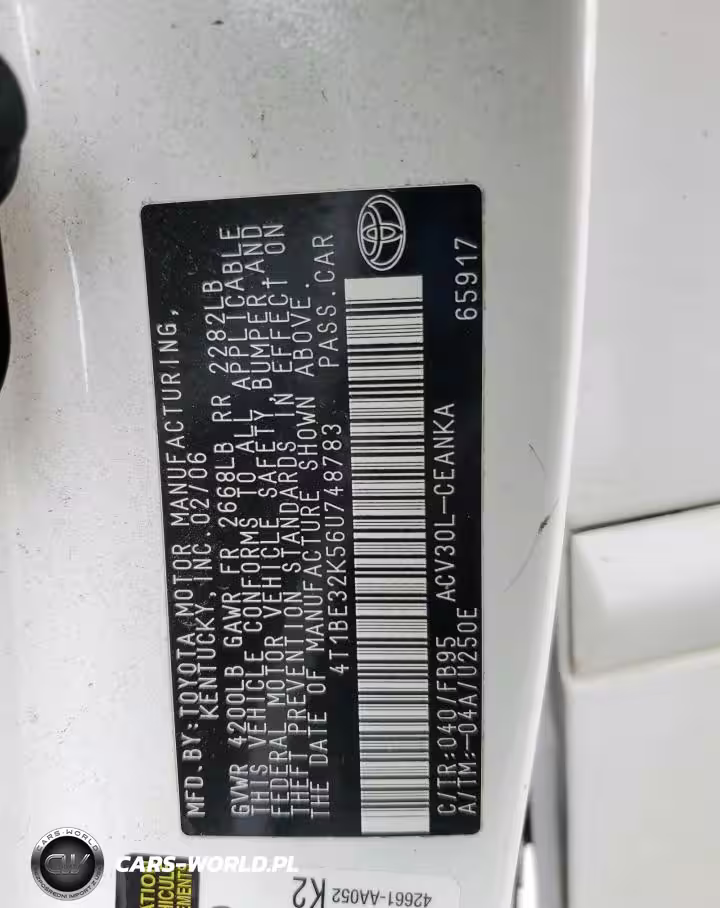 MFD. BY: TOYOTA MOTOR MANUFACTURING,
KENTUCKY, INC. 02/06
GVWR 4200LB GAWR FR 2668LB RR 2282LB
THIS VEHICLE CONFORMS TO ALL APPLICABLE
FEDERAL MOTOR VEHICLE SAFETY, BUMPER, AND
THEFT PREVENTION STANDARDS IN EFFECT ON
THE DATE OF MANUFACTURE SHOWN ABOVE.
4T1BE32K56U748783 PASS. CAR
C/TR: 040/FB95 ACV30L-CEANKA 65917
A/TM: -04A/U250E
42661-AA052
K2
CARS-WORLD
CW
CARS-WORLD.PL